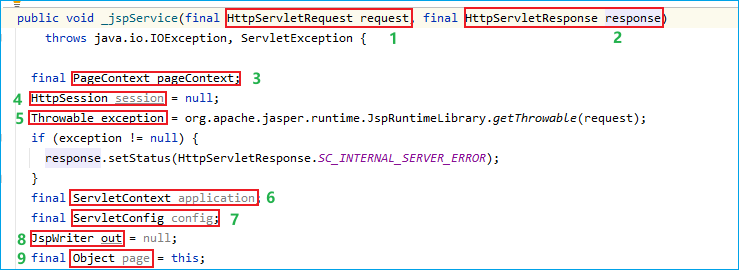 public void _jspService(final HttpServletRequest request, final HttpServletResponse response)
throws java.io.IOException, ServletException { 1 2
final PageContext pageContext; 3
4 HttpSession session = null;
5 Throwable exception = org.apache.jasper.runtime.JspRuntimeLibrary.getThrowable(request);
if (exception != null) {
response.setStatus(HttpServletResponse.SC_INTERNAL_SERVER_ERROR);
}
final ServletContext application; 6
final ServletConfig config; 7
8 JspWriter out = null;
9 final Object page = this;